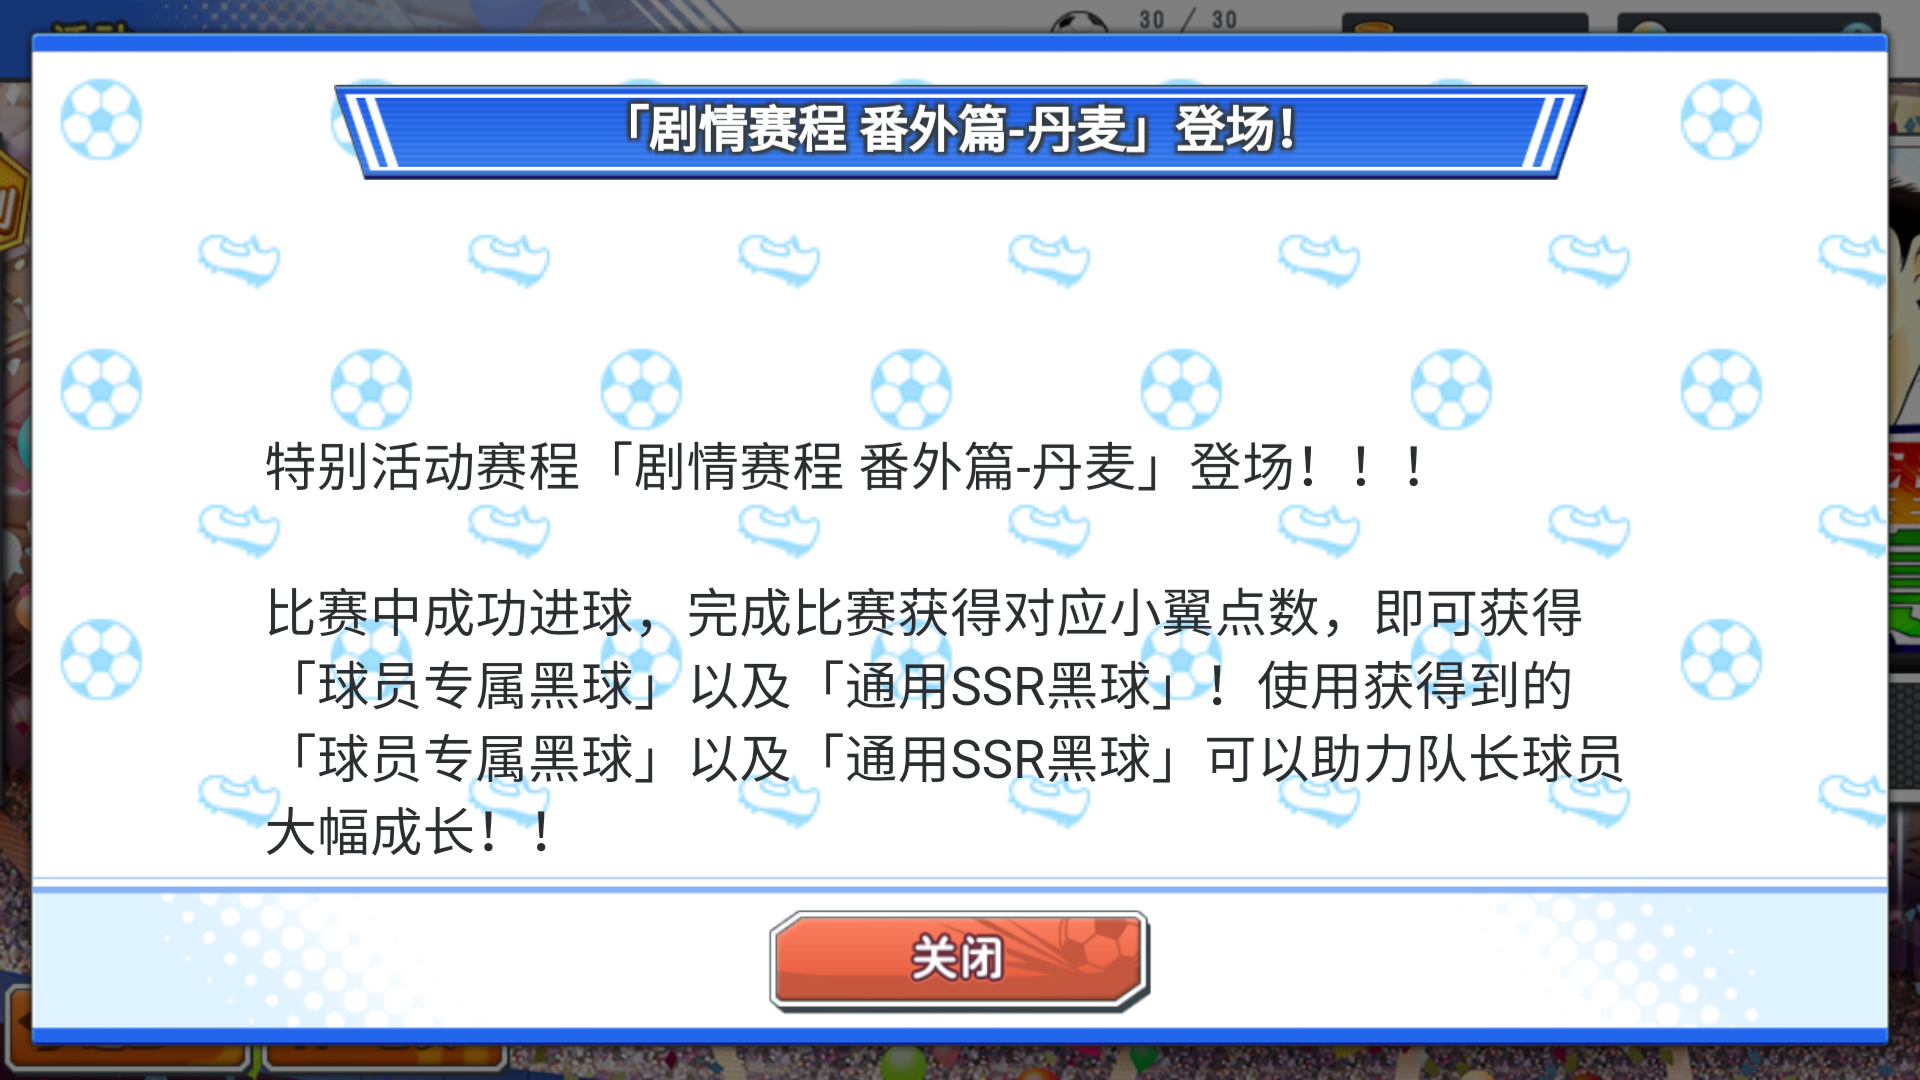 30 / 30
「剧情赛程 番外篇-丹麦」登场!
特别活动赛程「剧情赛程 番外篇-丹麦」登场！！！
比赛中成功进球，完成比赛获得对应小翼点数，即可获得
「球员专属黑球」以及「通用SSR黑球」！使用获得到的
「球员专属黑球」以及「通用SSR黑球」可以助力队长球员
大幅成长！！
关闭